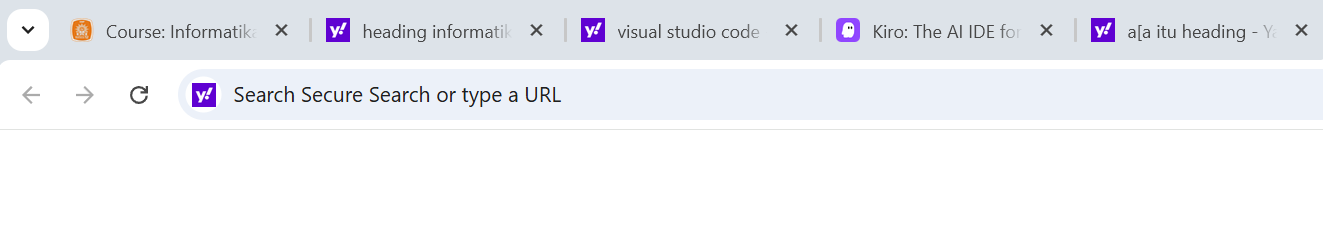 Course: Informatika
heading informatik
visual studio code
Kiro: The AI IDE for
a[a itu heading - Ya
Search Secure Search or type a URL